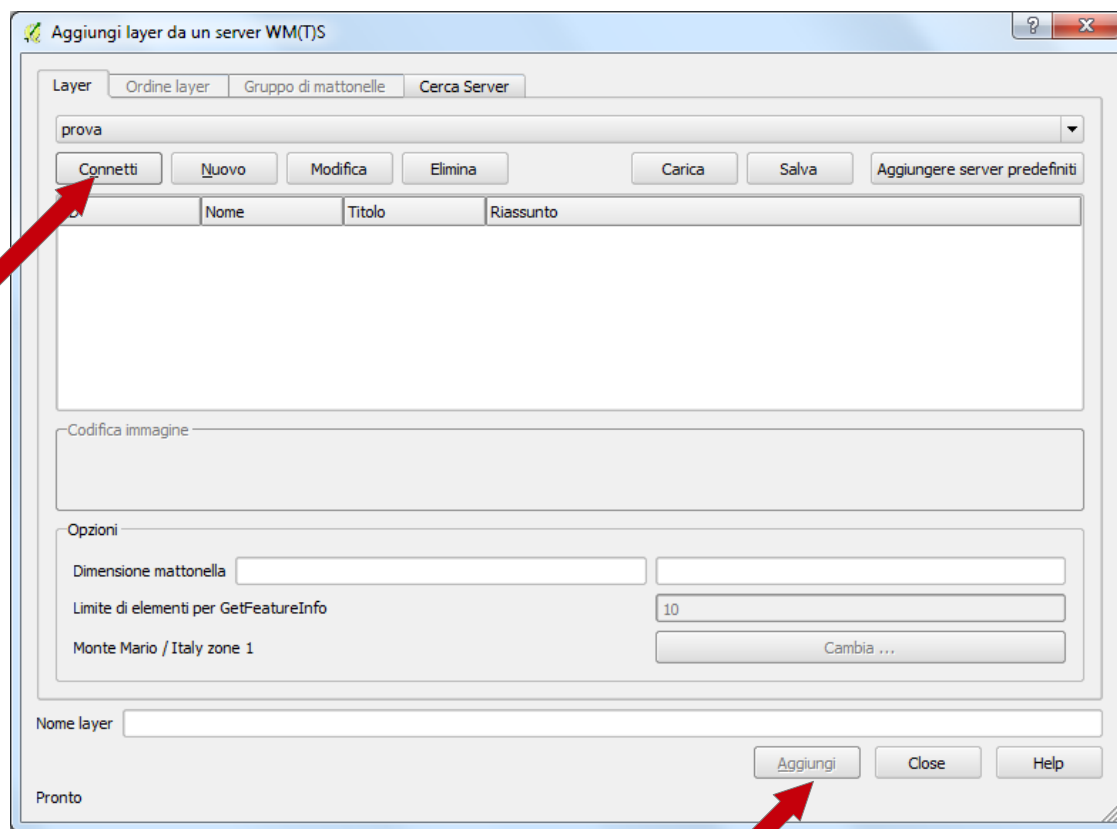 Aggiungi layer da un server WM(T)S
Layer Ordine layer Gruppo di mattonelle Cerca Server
prova
Connetti Nuovo Modifica Elimina Carica Salva Aggiungere server predefiniti
Nome Titolo Riassunto
Codifica immagine
Opzioni
Dimensione mattonella
Limite di elementi per GetFeatureInfo 10
Monte Mario / Italy zone 1 Cambia ...
Nome layer
Aggiungi Close Help
Pronto